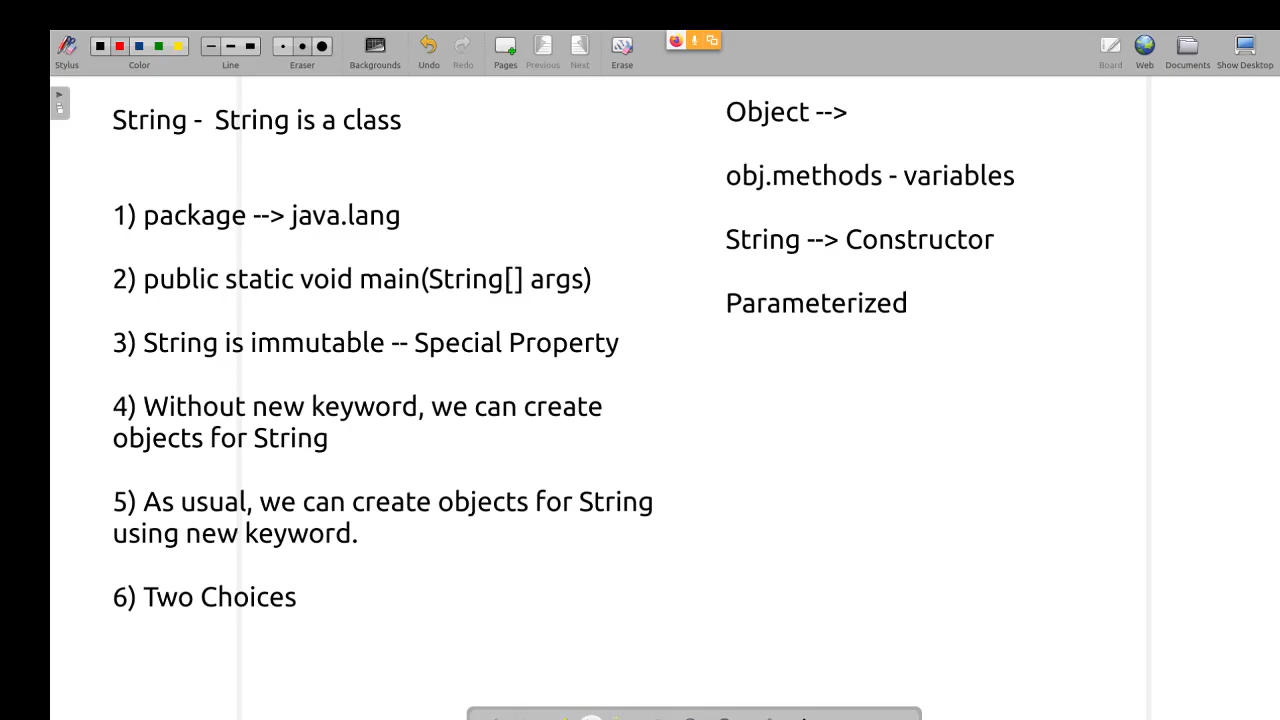 Stylus
Color
Line
Eraser
Backgrounds
Undo
Redo
Pages
Previous
Next
Erase
Board
Web
Documents
Show Desktop
String -  String is a class
1) package --> java.lang
2) public static void main(String[] args)
3) String is immutable -- Special Property
4) Without new keyword, we can create
objects for String
5) As usual, we can create objects for String
using new keyword.
6) Two Choices
Object -->
obj.methods - variables
String --> Constructor
Parameterized